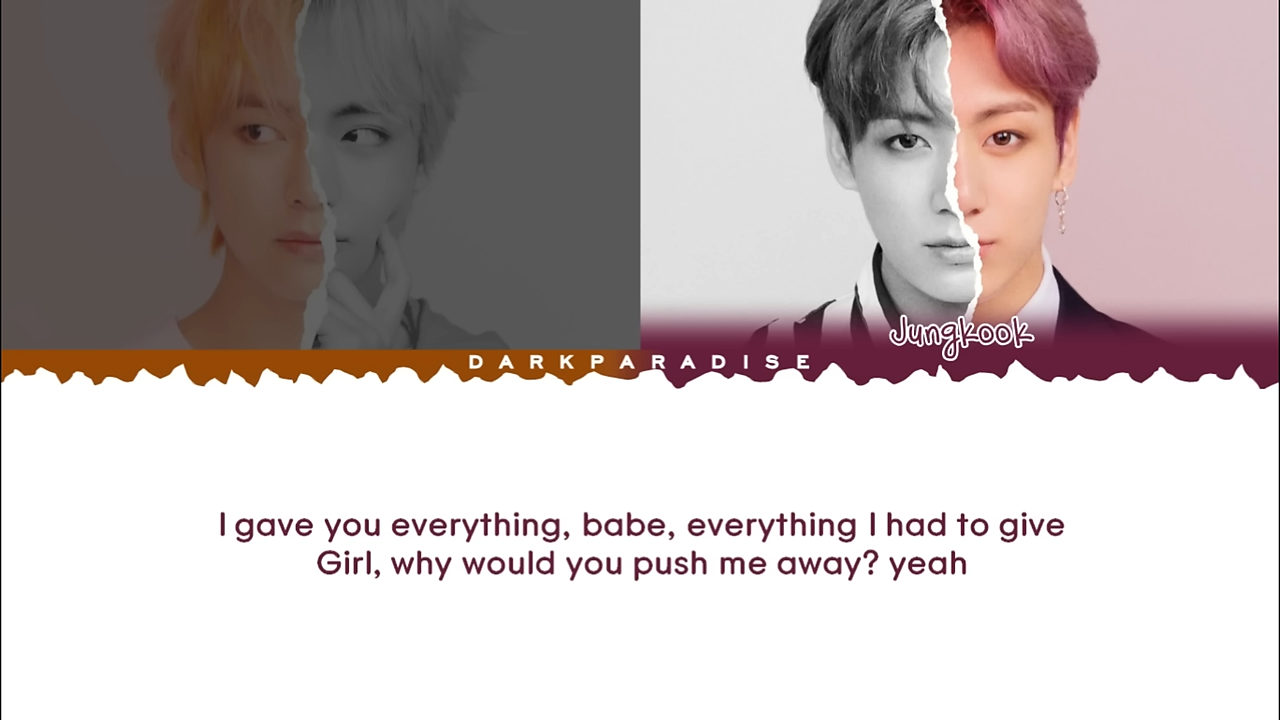 Jungkook
DARKPARADISE
I gave you everything, babe, everything I had to give
Girl, why would you push me away? yeah